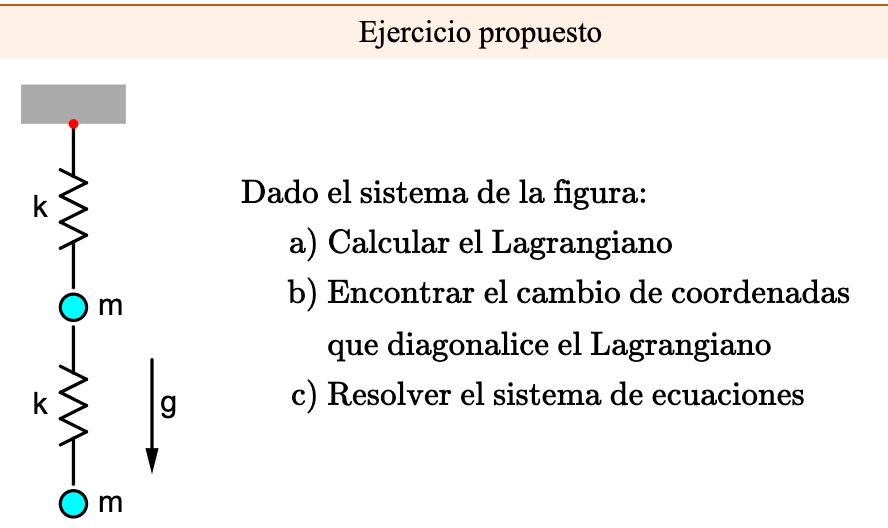 Ejercicio propuesto
k
m
k
g
m
Dado el sistema de la figura:
a) Calcular el Lagrangiano
b) Encontrar el cambio de coordenadas
que diagonalice el Lagrangiano
c) Resolver el sistema de ecuaciones